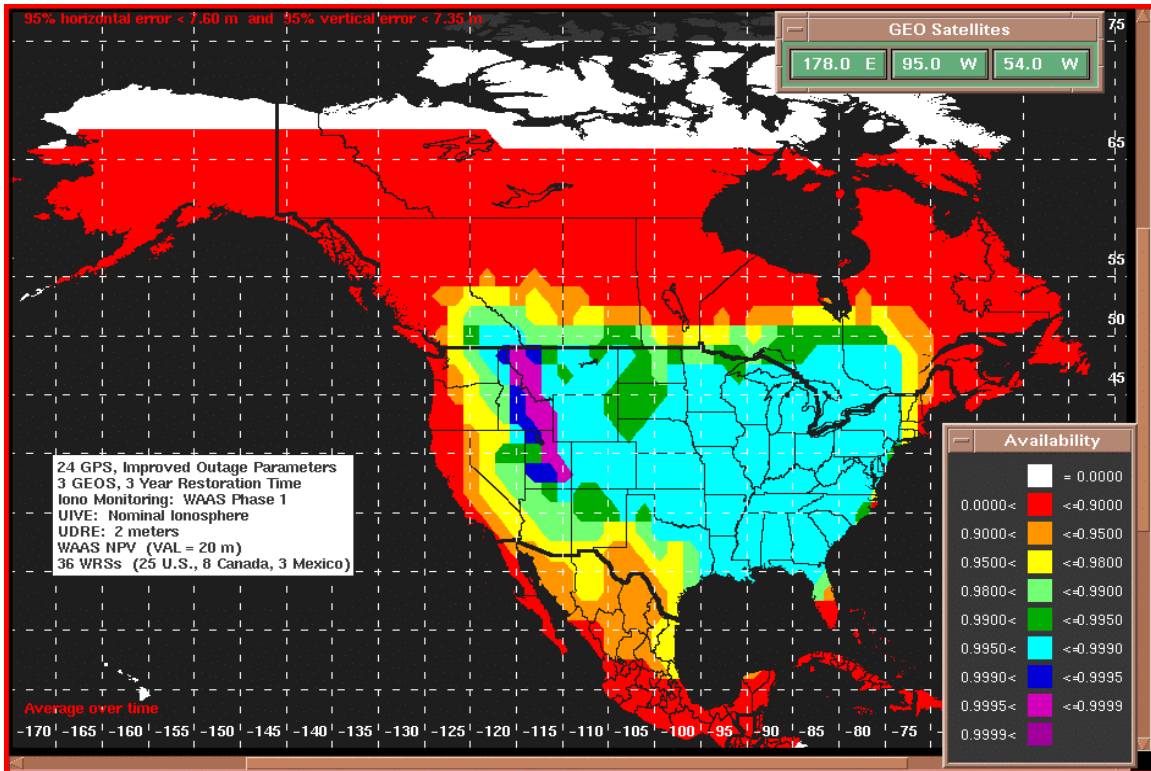 95% horizontal error < 7.60 m and 95% vertical error < 7.35 m
GEO Satellites
178.0 E 95.0 W 54.0 W
75
65
55
50
45
24 GPS, Improved Outage Parameters
3 GEOS, 3 Year Restoration Time
Iono Monitoring: WAAS Phase 1
UIVE: Nominal Ionosphere
UDRE: 2 meters
WAAS NPV (VAL = 20 m)
36 WRSs (25 U.S., 8 Canada, 3 Mexico)
Availability
= 0.0000
0.0000< <=0.9000
0.9000< <=0.9500
0.9500< <=0.9800
0.9800< <=0.9900
0.9900< <=0.9950
0.9950< <=0.9990
0.9990< <=0.9995
0.9995< <=0.9999
0.9999<
Average over time
-170 -165 -160 -155 -150 -145 -140 -135 -130 -125 -120 -115 -110 -105 -100 -95 -90 -85 -80 -75